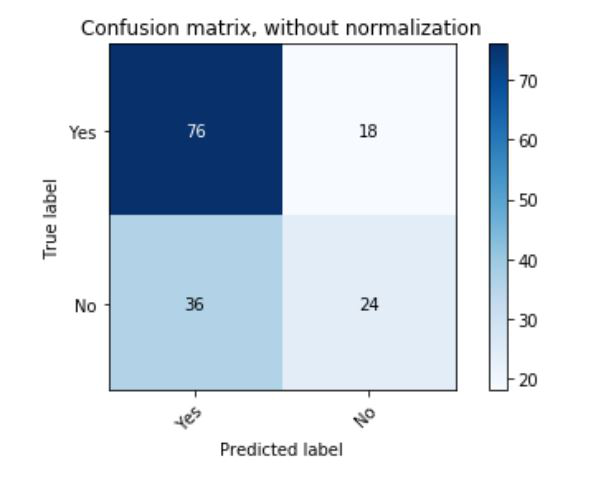 Confusion matrix, without normalization
True label
Yes
76
18
No
36
24
Yes
No
Predicted label
70
60
50
40
30
20